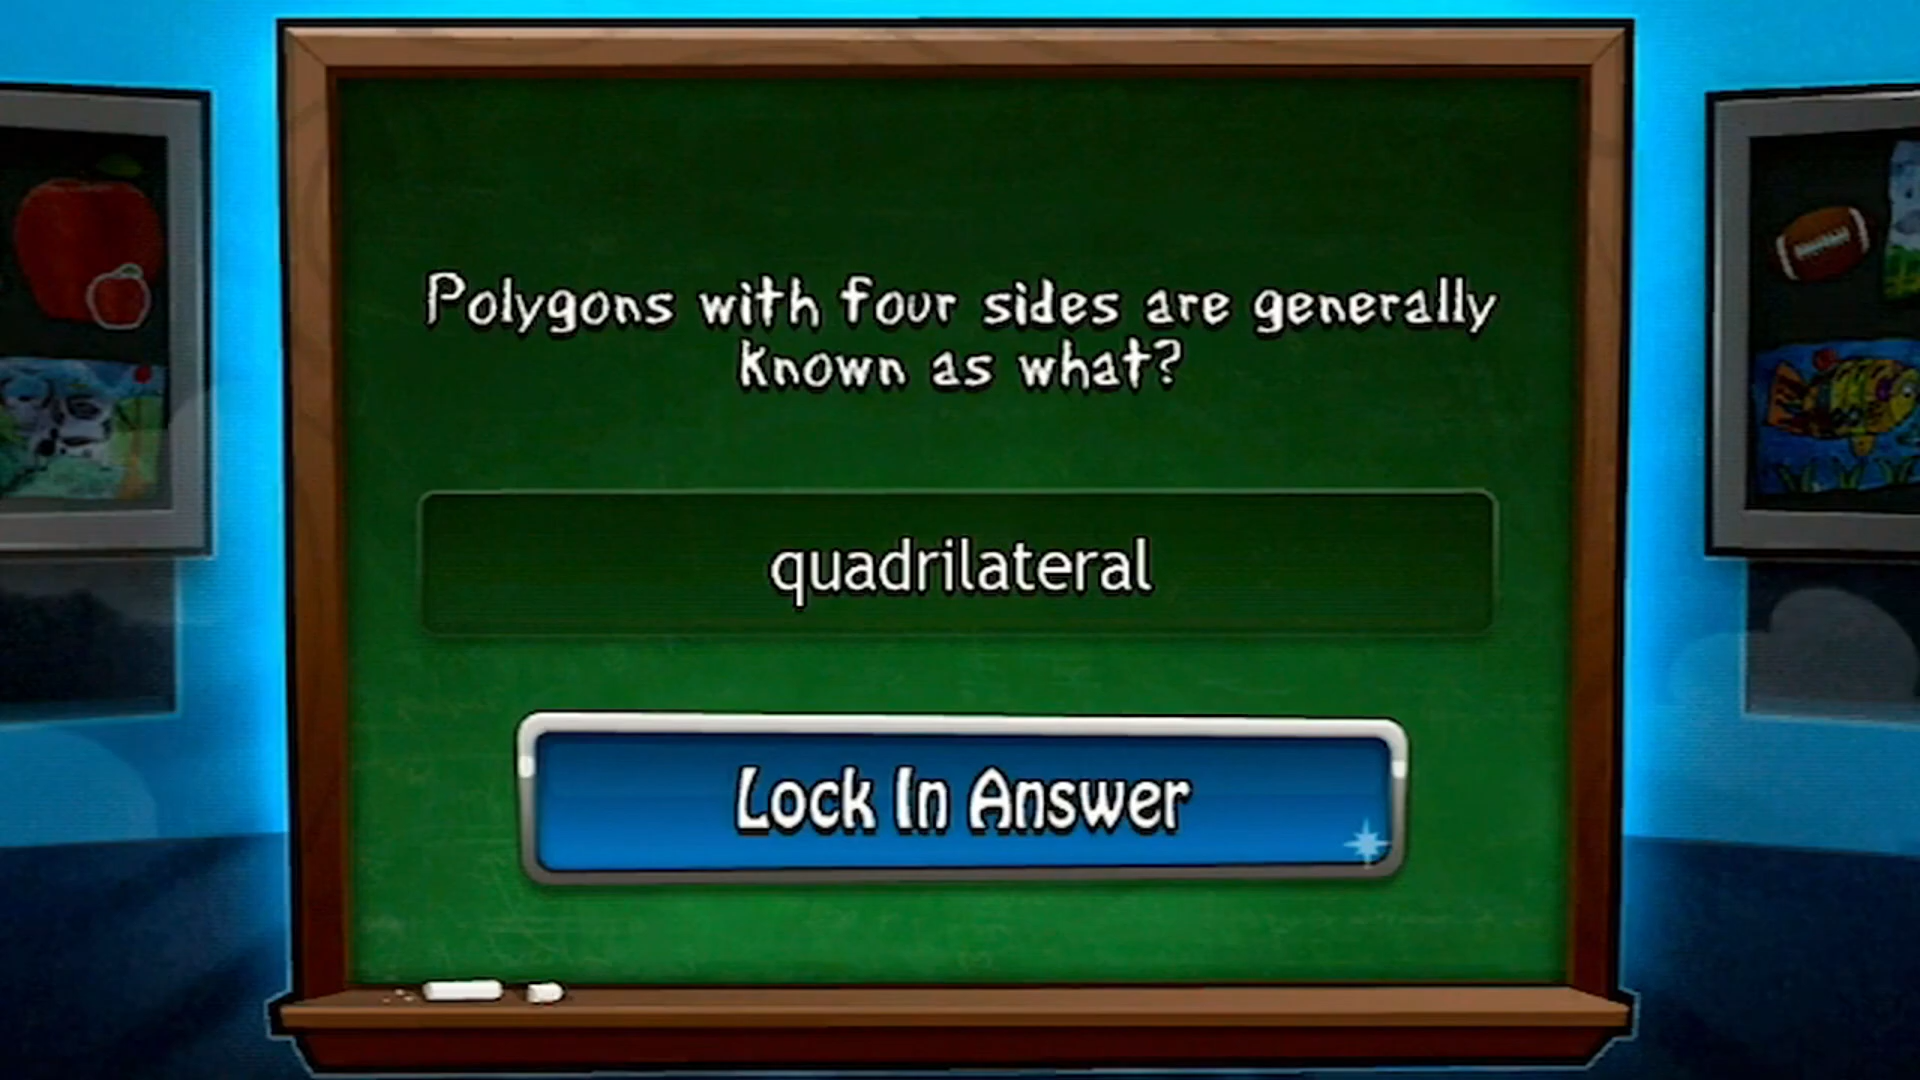 Polygons with four sides are generally
known as what?
quadrilateral
Lock In Answer